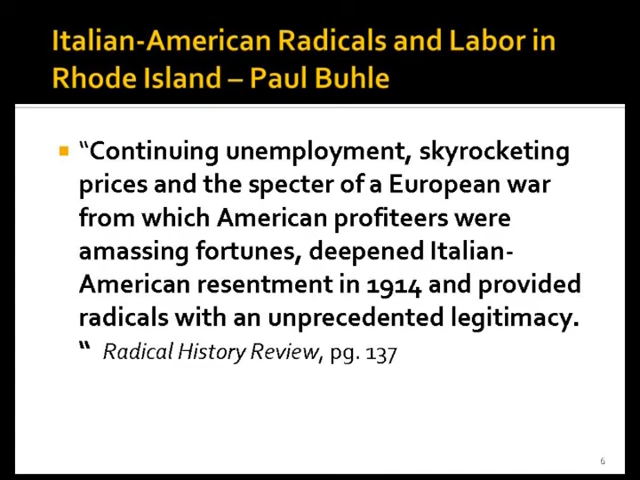 Italian-American Radicals and Labor in
Rhode Island – Paul Buhle
“Continuing unemployment, skyrocketing
prices and the specter of a European war
from which American profiteers were
amassing fortunes, deepened Italian-
American resentment in 1914 and provided
radicals with an unprecedented legitimacy.
“ Radical History Review, pg. 137
6